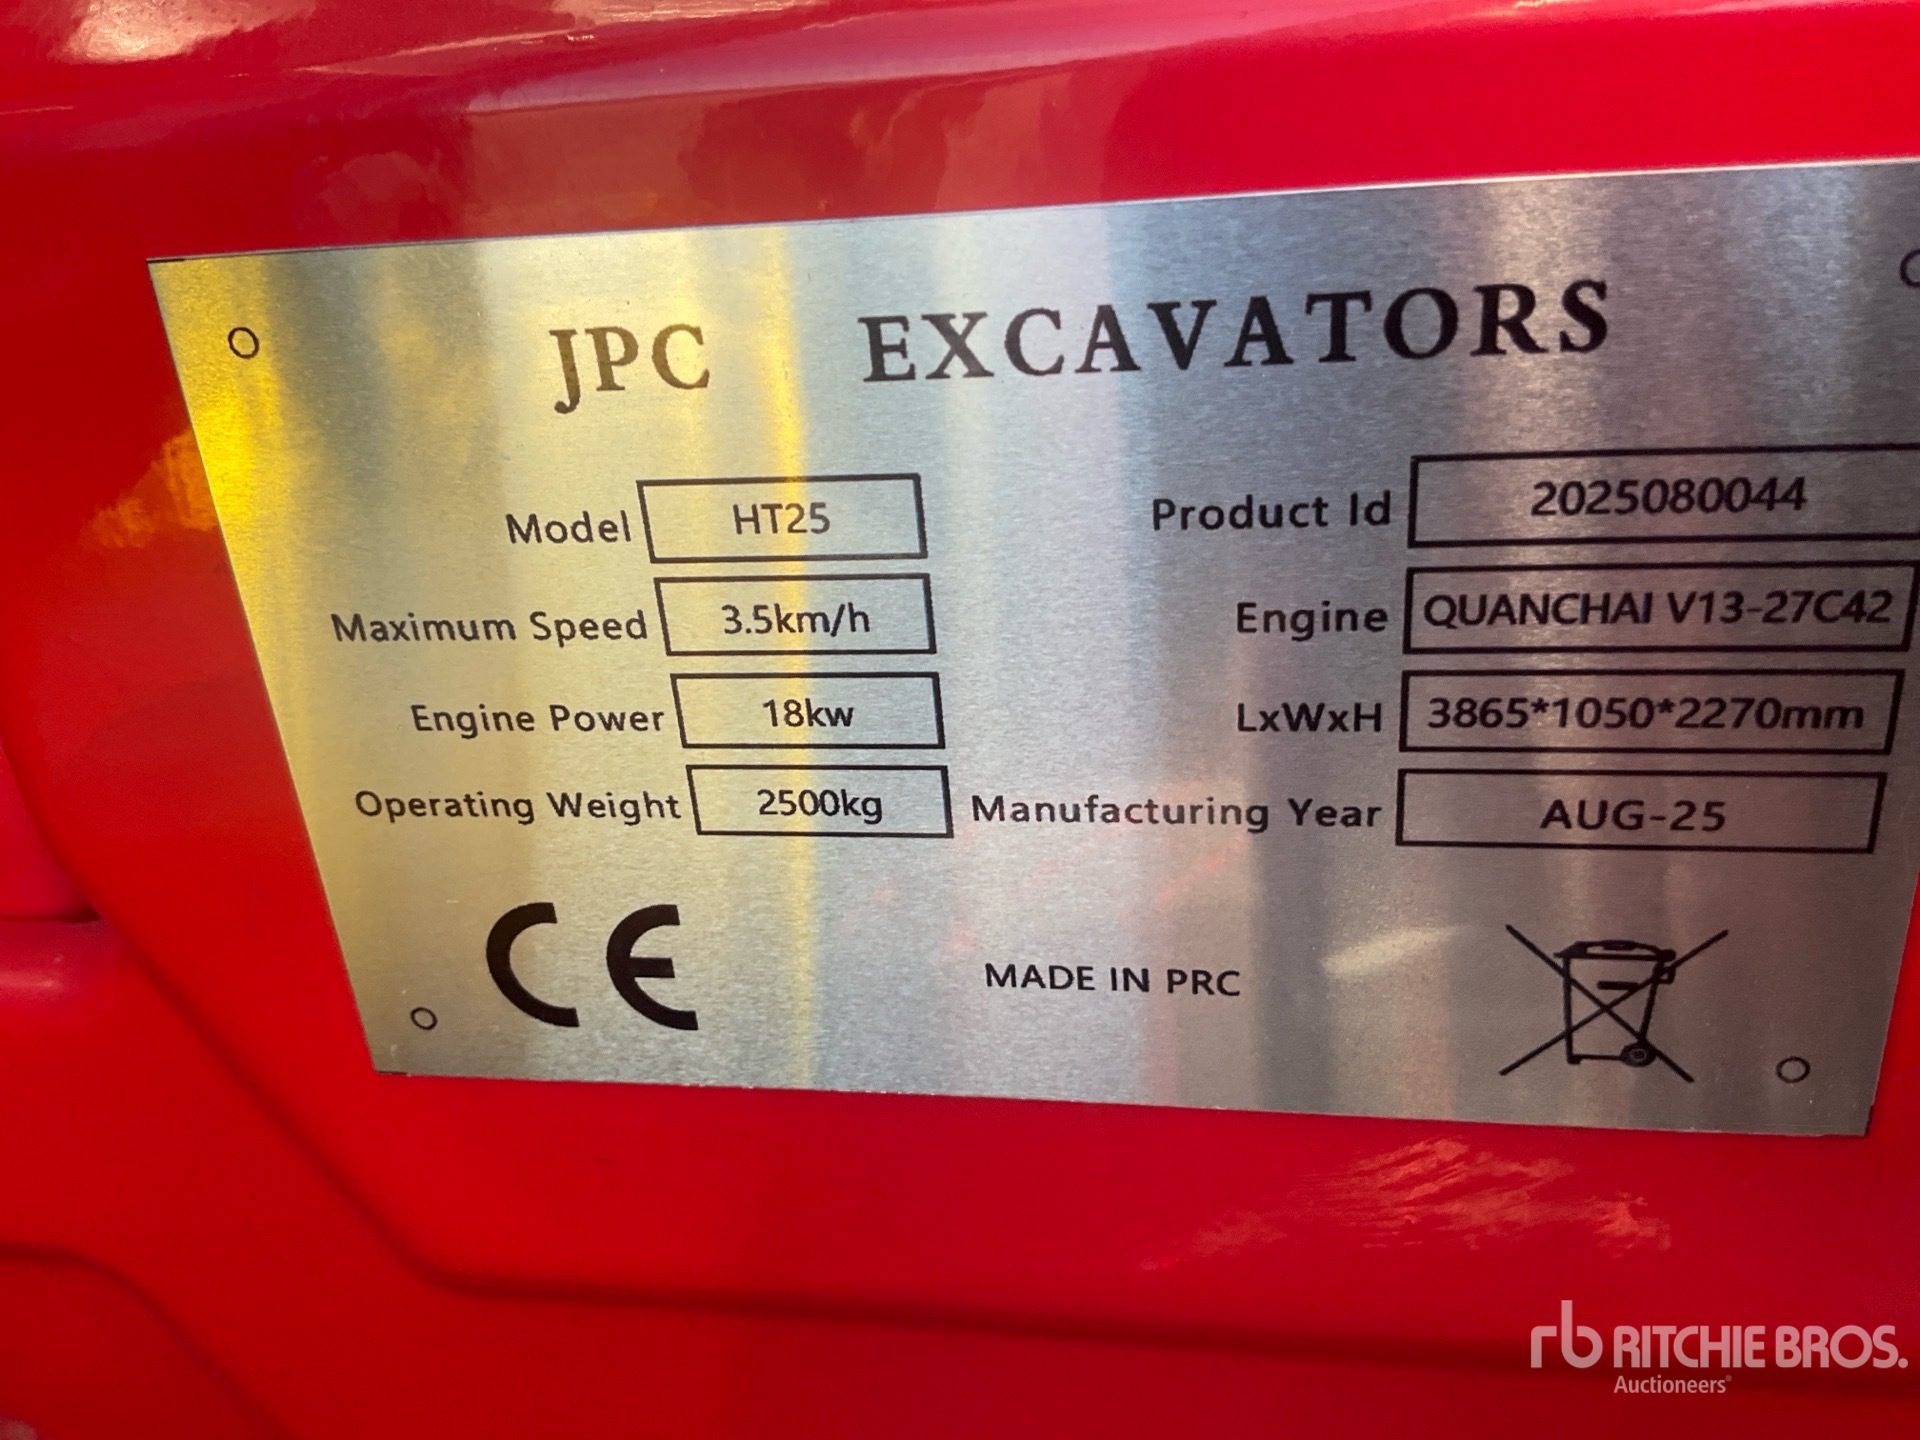 JPC EXCAVATORS
Model HT25
Product Id 2025080044
Maximum Speed 3.5km/h
Engine QUANCHAI V13-27C42
Engine Power 18kw
LxWxH 3865*1050*2270mm
Operating Weight 2500kg
Manufacturing Year AUG-25
CE
MADE IN PRC
rb RITCHIE BROS.
Auctioneers®